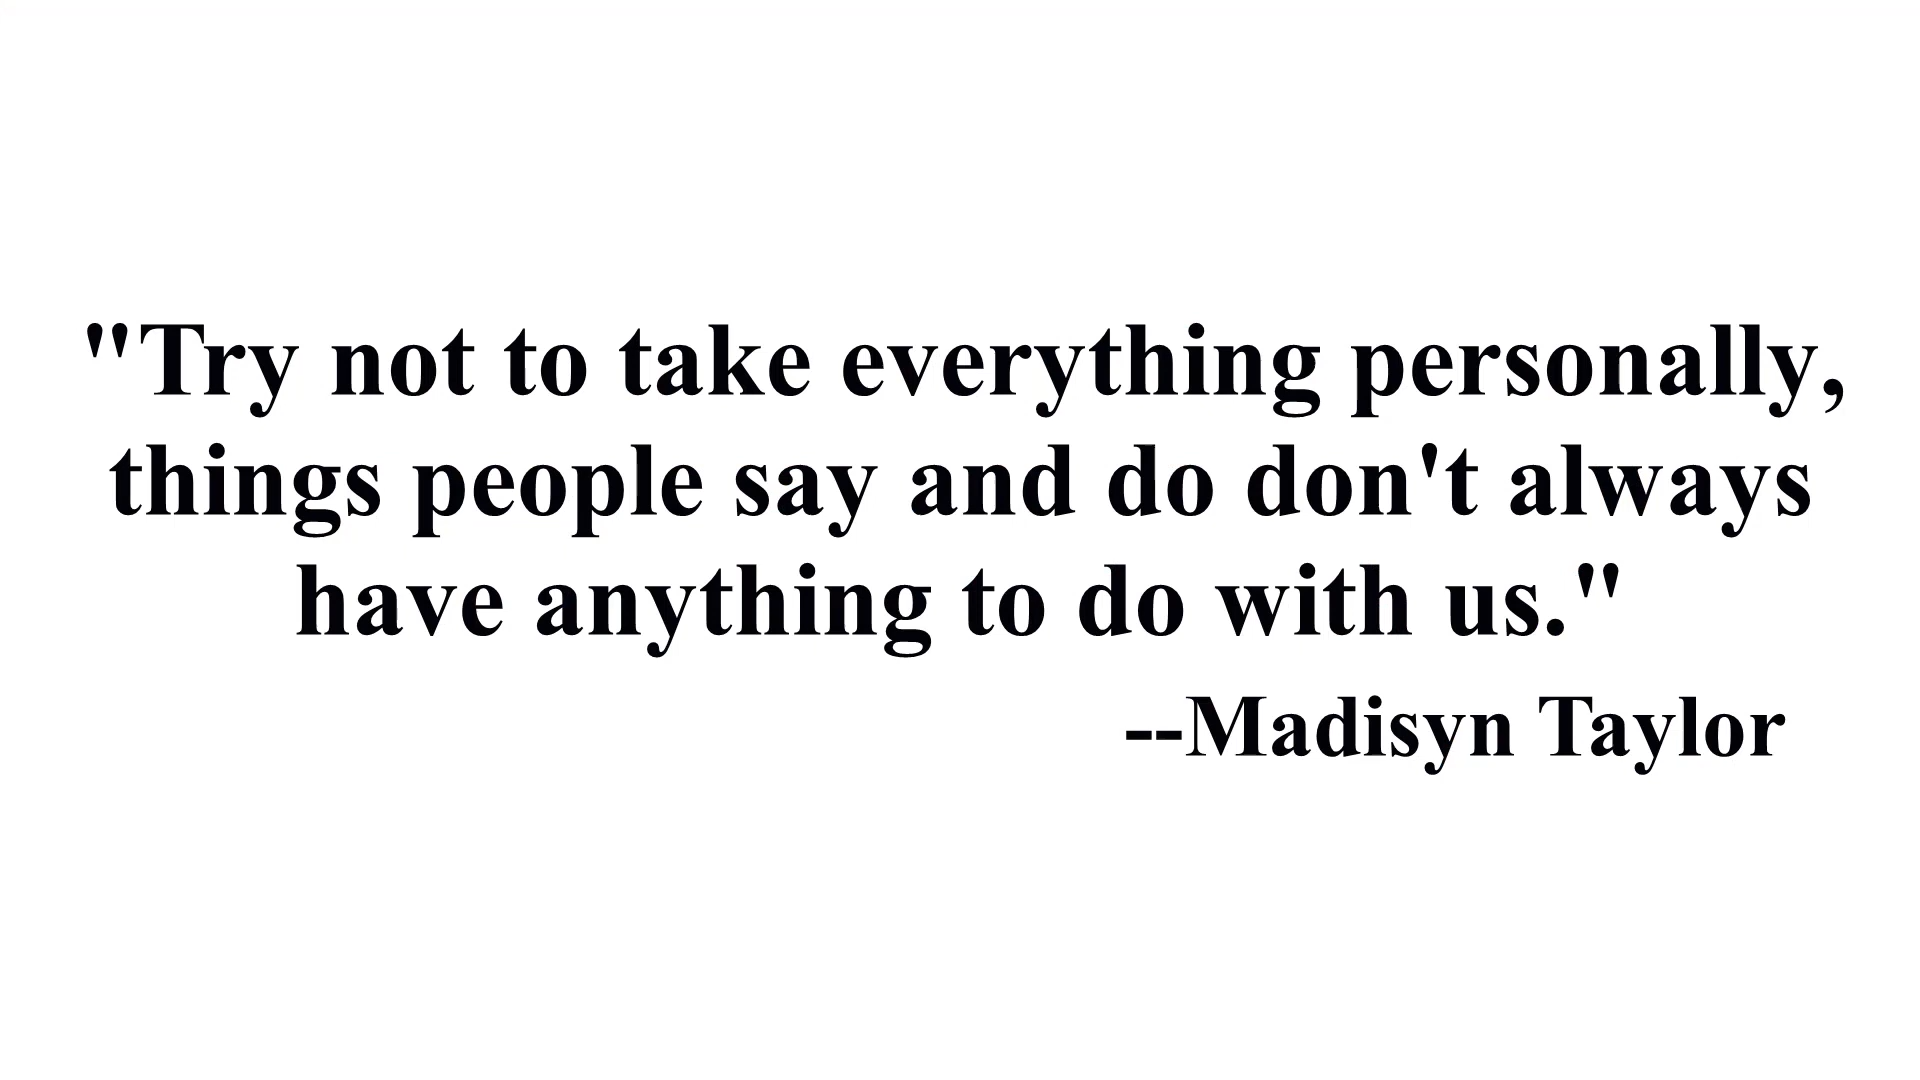 "Try not to take everything personally,
things people say and do don't always
have anything to do with us."
--Madisyn Taylor